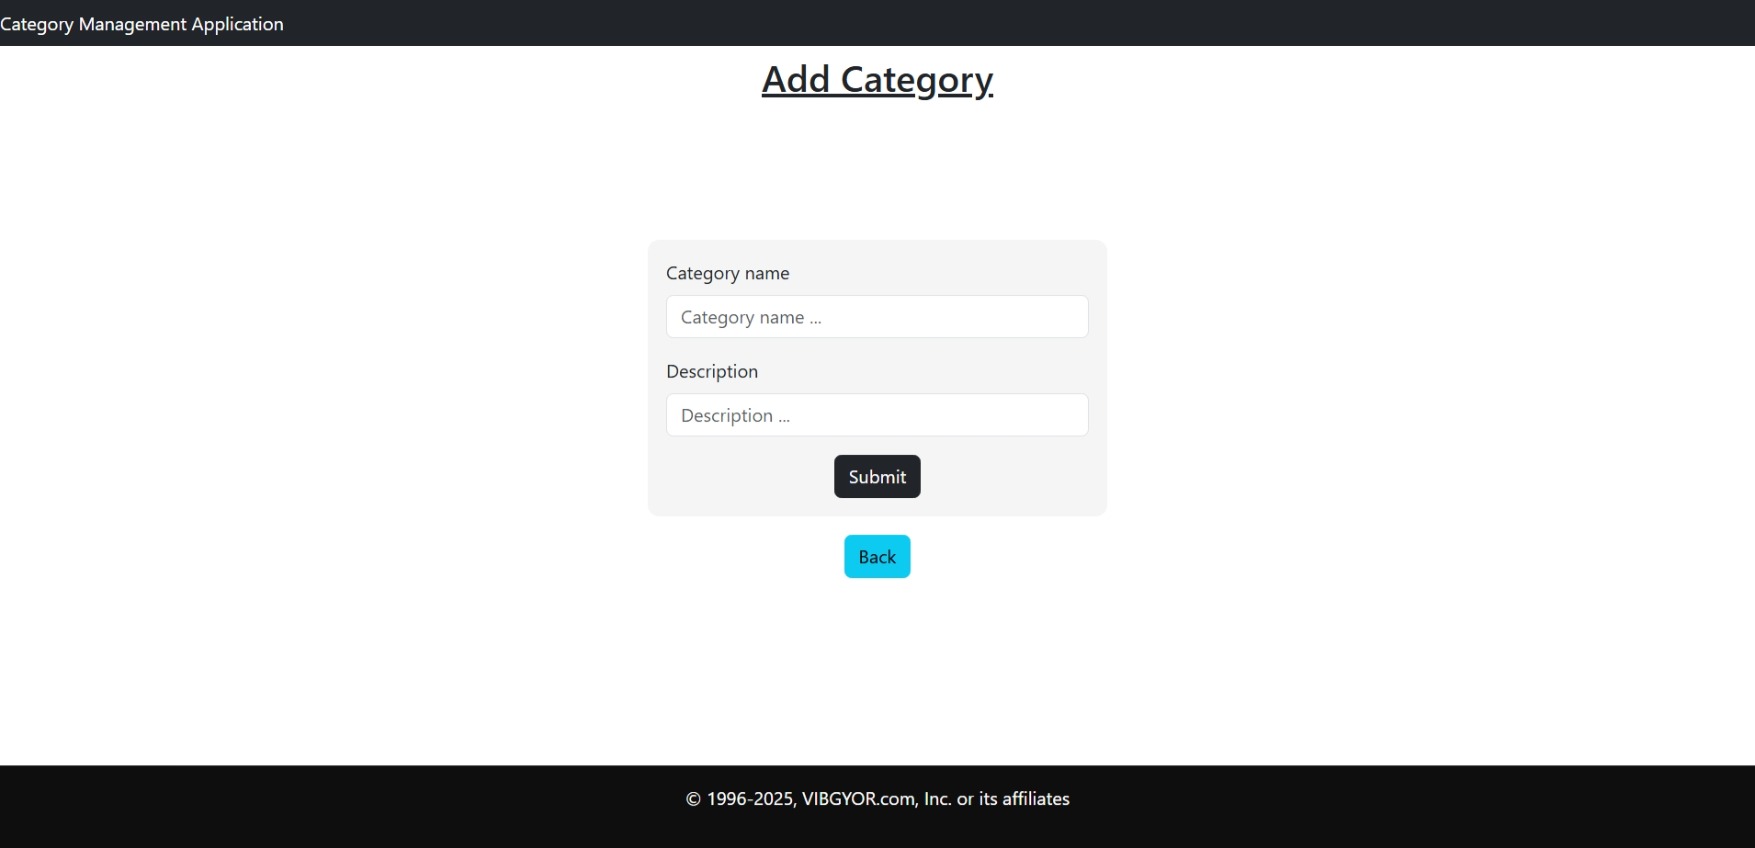 Category Management Application
Add Category
Category name
Category name ...
Description
Description ...
Submit
Back
© 1996-2025, VIBGYOR.com, Inc. or its affiliates